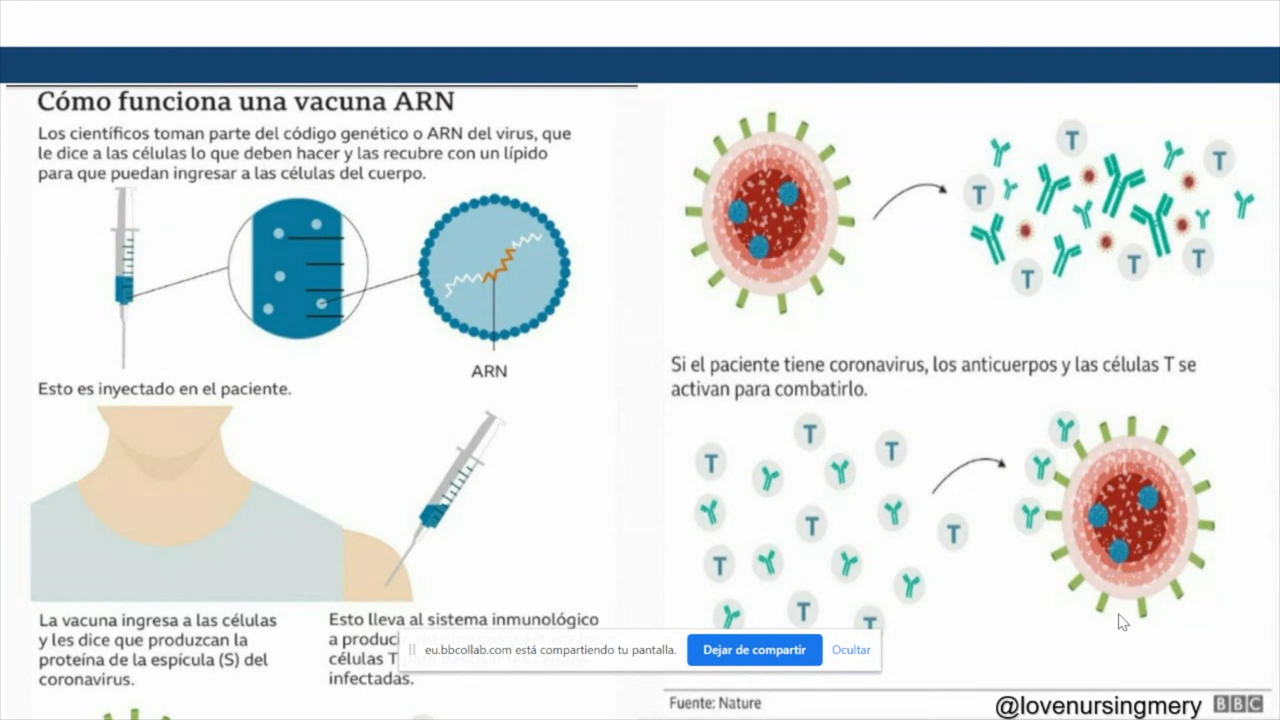 Cómo funciona una vacuna ARN
Los científicos toman parte del código genético o ARN del virus, que
le dice a las células lo que deben hacer y las recubre con un lípido
para que puedan ingresar a las células del cuerpo.
ARN
Esto es inyectado en el paciente.
La vacuna ingresa a las células
y les dice que produzcan la
proteína de la espícula (S) del
coronavirus.
Esto lleva al sistema inmunológico
a produci
células T
infectadas.
T
T
T
T
T
T
Si el paciente tiene coronavirus, los anticuerpos y las células T se
activan para combatirlo.
T
T
T
T
T
T
T
T
eu.bbcollab.com está compartiendo tu pantalla.
Dejar de compartir
Ocultar
Fuente: Nature
@lovenursingmery
BBC